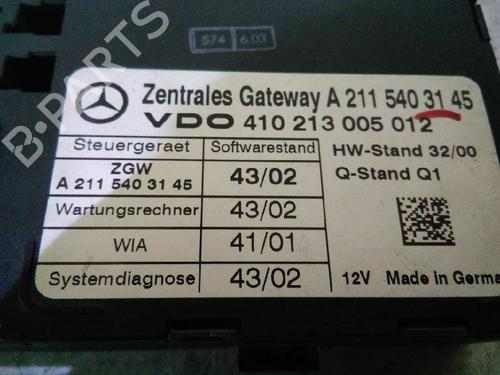 B-PARTS
574 6.03
Zentrales Gateway A 211 540 31 45
VDO 410 213 005 012
Steuergeraet Softwarestand HW-Stand 32/00
ZGW
A 211 540 31 45 43/02 Q-Stand Q1
Wartungsrechner 43/02
WIA 41/01
Systemdiagnose 43/02 12V Made in German